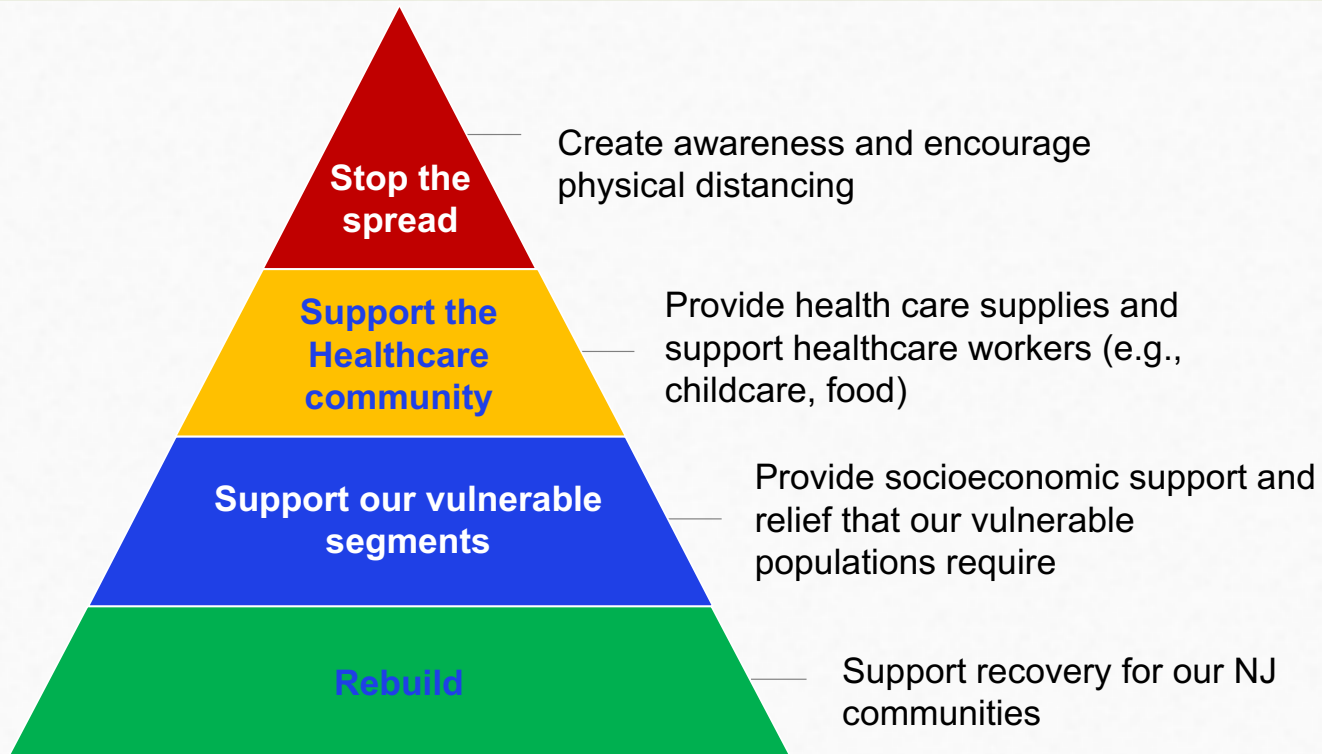 Stop the
spread
Create awareness and encourage
physical distancing
Support the
Healthcare
community
Provide health care supplies and
support healthcare workers (e.g.,
childcare, food)
Support our vulnerable
segments
Provide socioeconomic support and
relief that our vulnerable
populations require
Rebuild
Support recovery for our NJ
communities